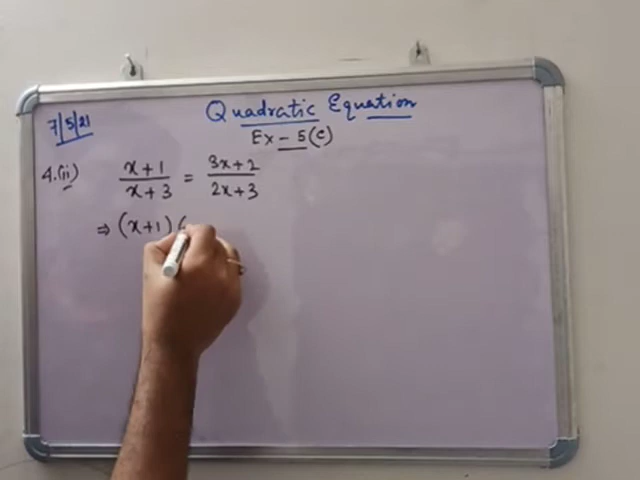 Quadratic Equation
7/5/21
Ex - 5(c)
4.(ii) x+1/x+3 = 3x+2/2x+3
⇒ (x+1)(